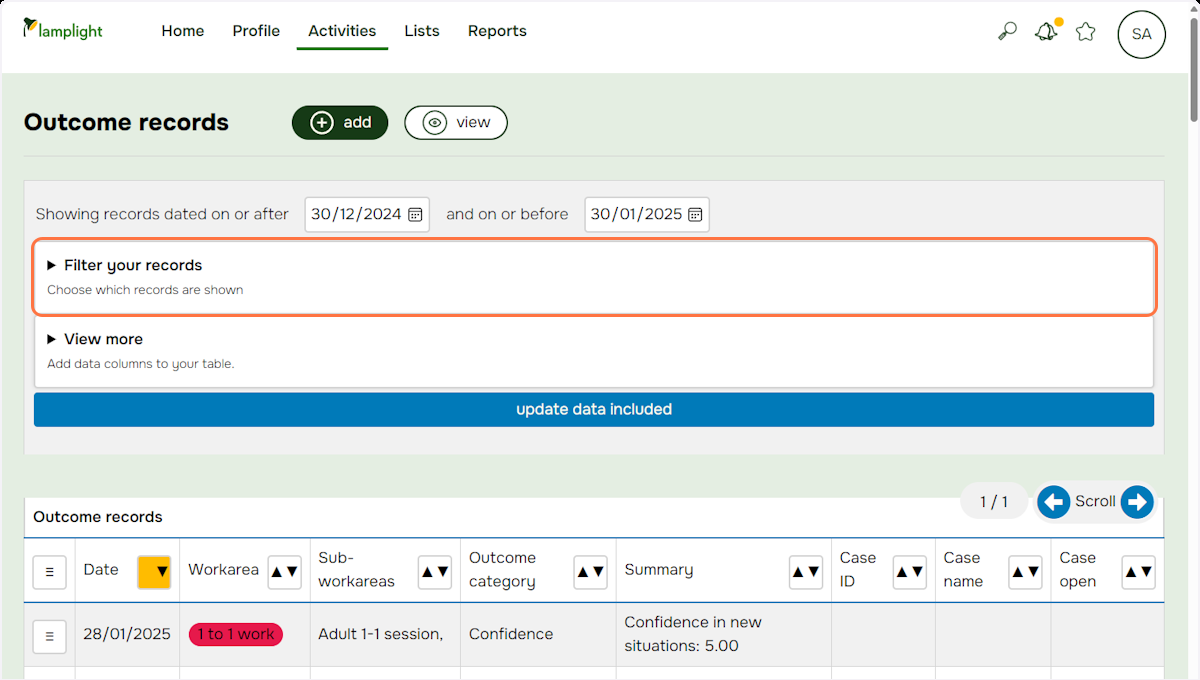 lamplight
Home Profile Activities Lists Reports
SA
Outcome records
add
view
Showing records dated on or after 30/12/2024 and on or before 30/01/2025
Filter your records
Choose which records are shown
View more
Add data columns to your table.
update data included
1 / 1
Scroll
Outcome records
Date Workarea Sub-
workareas Outcome
category Summary Case
ID Case
name Case
open
28/01/2025 1 to 1 work Adult 1-1 session, Confidence Confidence in new
situations: 5.00